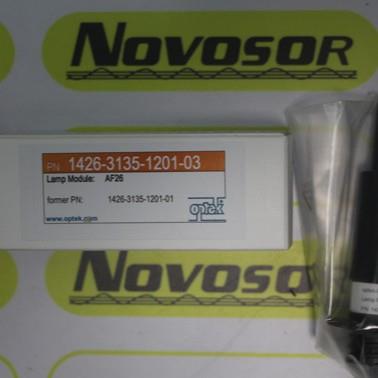 NOVOSOR
PN 1426-3135-1201-03
Lamp Module: AF26
former PN: 1426-3135-1201-01
www.optek.com
optek
NOVOSOR